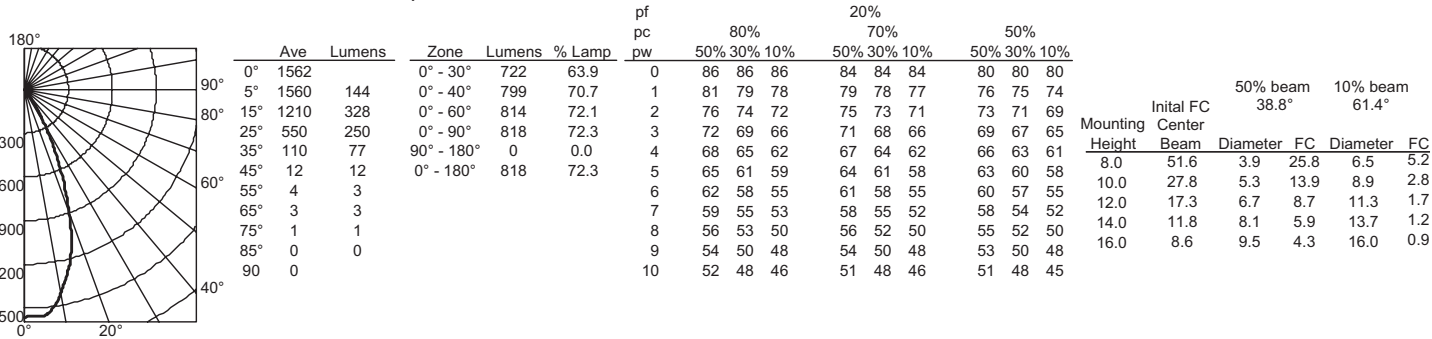 180°
90°
80°
60°
40°
300
600
900
200
500
0° 20°
Ave Lumens
0° 1562
5° 1560 144
15° 1210 328
25° 550 250
35° 110 77
45° 12 12
55° 4 3
65° 3 3
75° 1 1
85° 0 0
90 0
Zone Lumens % Lamp
0° - 30° 722 63.9
0° - 40° 799 70.7
0° - 60° 814 72.1
0° - 90° 818 72.3
90° - 180° 0 0.0
0° - 180° 818 72.3
pf 20%
pc 80% 70% 50%
pw 50% 30% 10% 50% 30% 10% 50% 30% 10%
0 86 86 86 84 84 84 80 80 80
1 81 79 78 79 78 77 76 75 74
2 76 74 72 75 73 71 73 71 69
3 72 69 66 71 68 66 69 67 65
4 68 65 62 67 64 62 66 63 61
5 65 61 59 64 61 58 63 60 58
6 62 58 55 61 58 55 60 57 55
7 59 55 53 58 55 52 58 54 52
8 56 53 50 56 52 50 55 52 50
9 54 50 48 54 50 48 53 50 48
10 52 48 46 51 48 46 51 48 45
50% beam 10% beam
38.8° 61.4°
Inital FC
Mounting Center
Height Beam Diameter FC Diameter FC
8.0 51.6 3.9 25.8 6.5 5.2
10.0 27.8 5.3 13.9 8.9 2.8
12.0 17.3 6.7 8.7 11.3 1.7
14.0 11.8 8.1 5.9 13.7 1.2
16.0 8.6 9.5 4.3 16.0 0.9